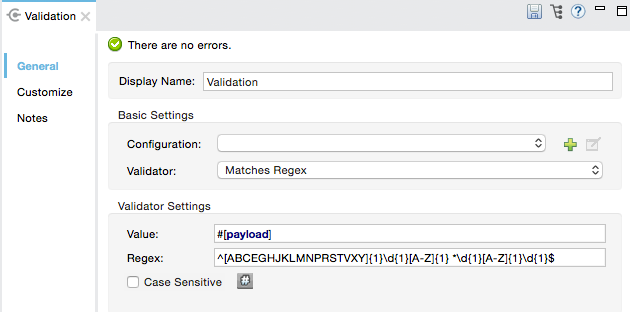 Validation
There are no errors.
General
Customize
Notes
Display Name: Validation
Basic Settings
Configuration:
Validator: Matches Regex
Validator Settings
Value: #[payload]
Regex: ^[ABCEGHJKLMNPRSTVXY]{1}\d{1}[A-Z]{1} *\d{1}[A-Z]{1}\d{1}$
Case Sensitive #